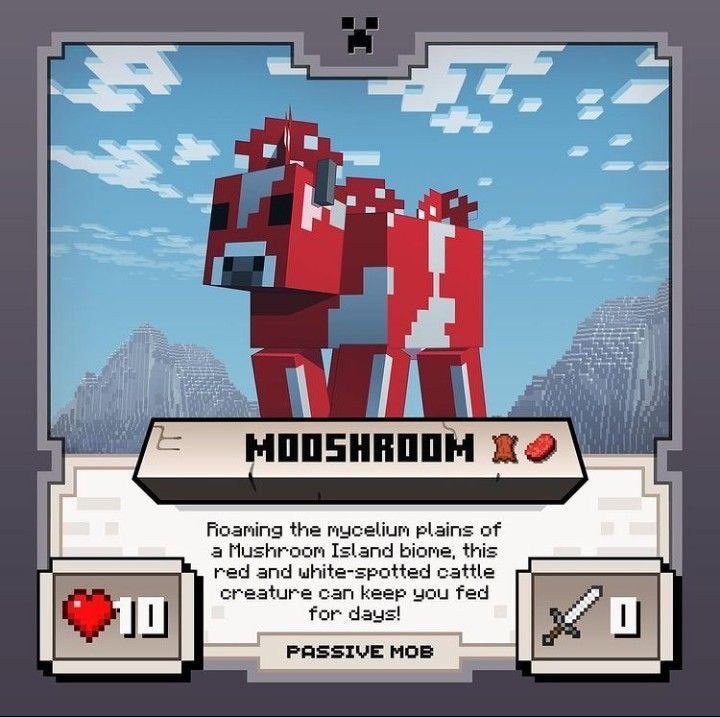 MOOSHROOM
Roaming the mycelium plains of
a Mushroom Island biome, this
red and white-spotted cattle
creature can keep you fed
for days!
10
0
PASSIVE MOB